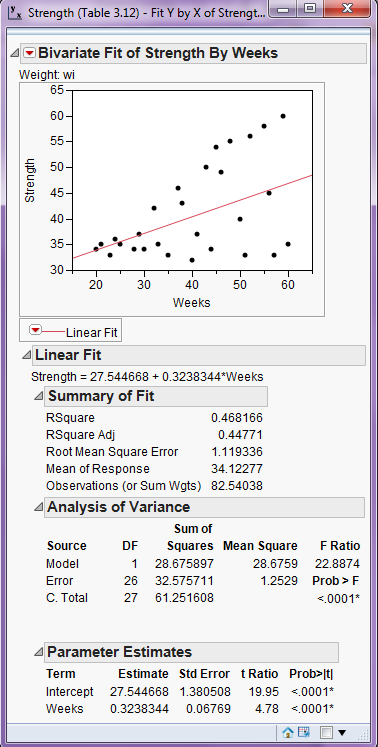 Strength (Table 3.12) - Fit Y by X of Strengt...
Bivariate Fit of Strength By Weeks
Weight: wi
65
60
55
50
45
40
35
30
Strength
20 30 40 50 60
Weeks
Linear Fit
Linear Fit
Strength = 27.544668 + 0.3238344*Weeks
Summary of Fit
RSquare 0.468166
RSquare Adj 0.44771
Root Mean Square Error 1.119336
Mean of Response 34.12277
Observations (or Sum Wgts) 82.54038
Analysis of Variance
Sum of
Source DF Squares Mean Square F Ratio
Model 1 28.675897 28.6759 22.8874
Error 26 32.575711 1.2529 Prob > F
C. Total 27 61.251608 <.0001*
Parameter Estimates
Term Estimate Std Error t Ratio Prob>|t|
Intercept 27.544668 1.380508 19.95 <.0001*
Weeks 0.3238344 0.06769 4.78 <.0001*